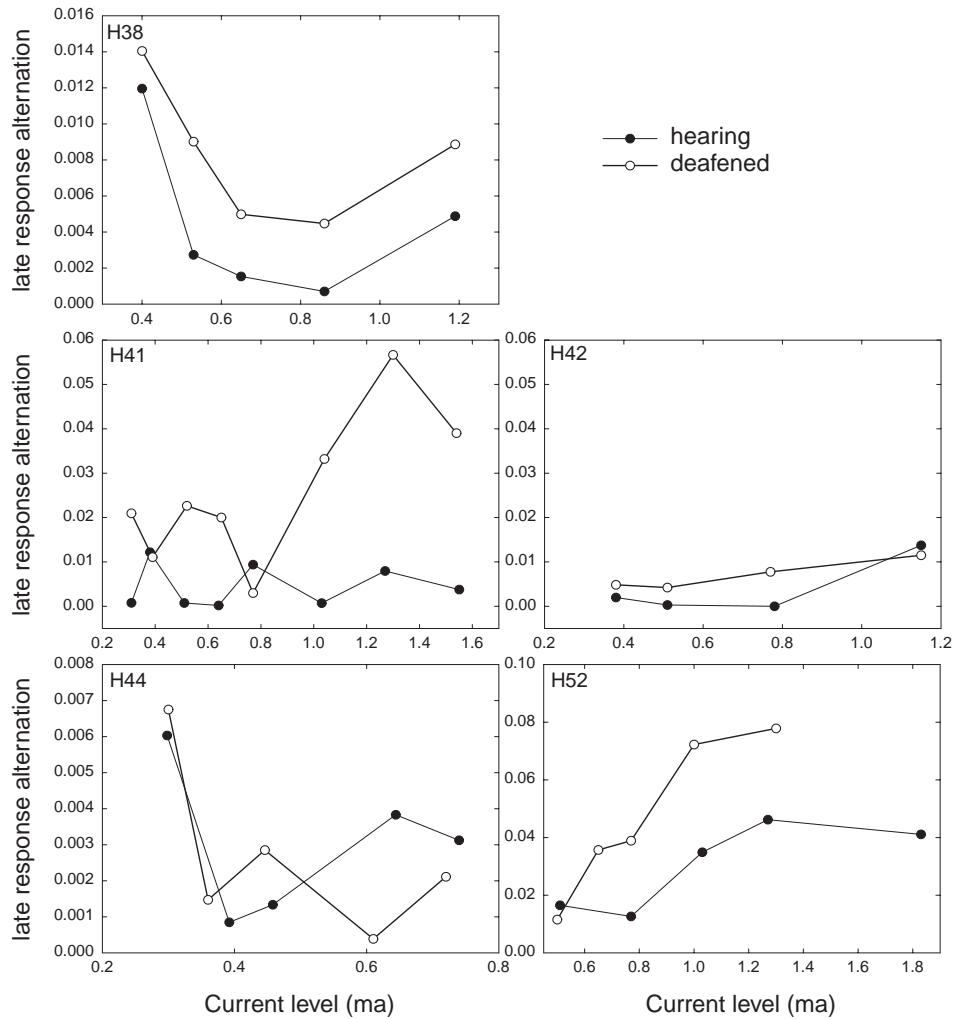 H38
late response alternation
0.016
0.014
0.012
0.010
0.008
0.006
0.004
0.002
0.000
0.4 0.6 0.8 1.0 1.2
hearing
deafened
H41
late response alternation
0.06
0.05
0.04
0.03
0.02
0.01
0.00
0.2 0.4 0.6 0.8 1.0 1.2 1.4 1.6
H42
0.06
0.05
0.04
0.03
0.02
0.01
0.00
0.2 0.4 0.6 0.8 1.0 1.2
H44
late response alternation
0.008
0.007
0.006
0.005
0.004
0.003
0.002
0.001
0.000
0.2 0.4 0.6 0.8
Current level (ma)
H52
0.10
0.08
0.06
0.04
0.02
0.00
0.6 0.8 1.0 1.2 1.4 1.6 1.8
Current level (ma)